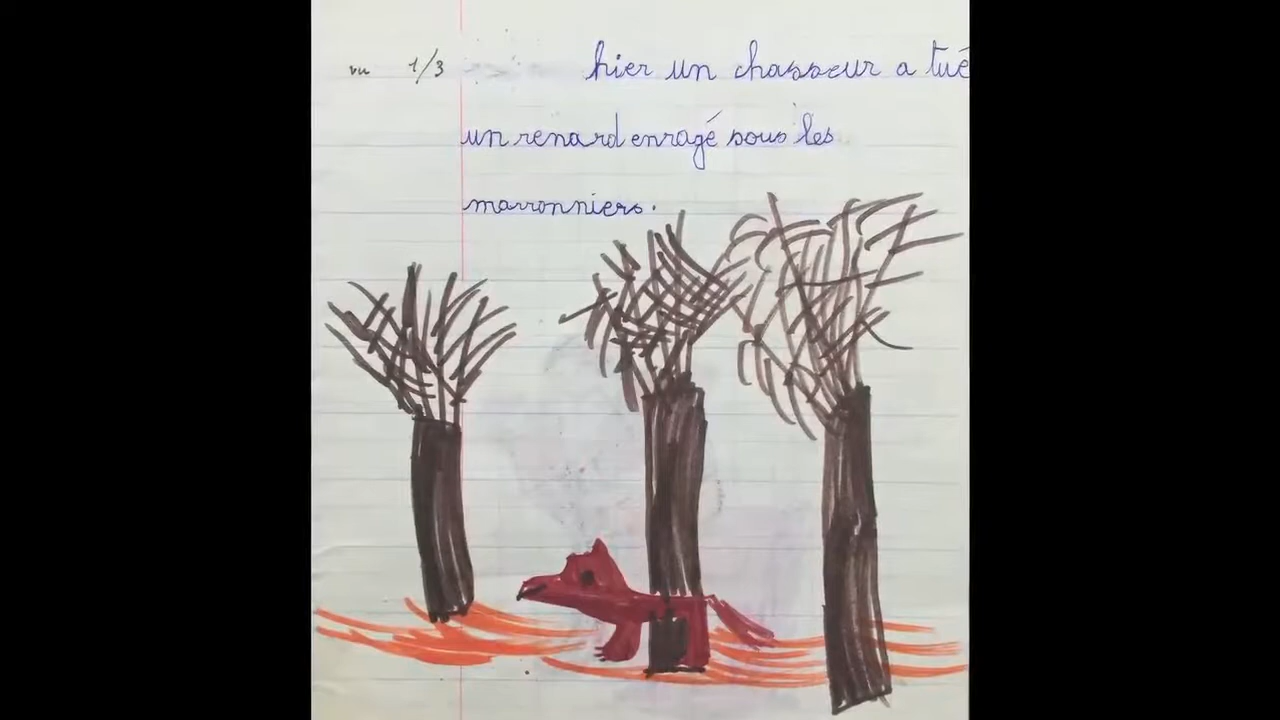 vu 1/3 hier un chasseur a tué
un renard enragé sous les
marronniers.